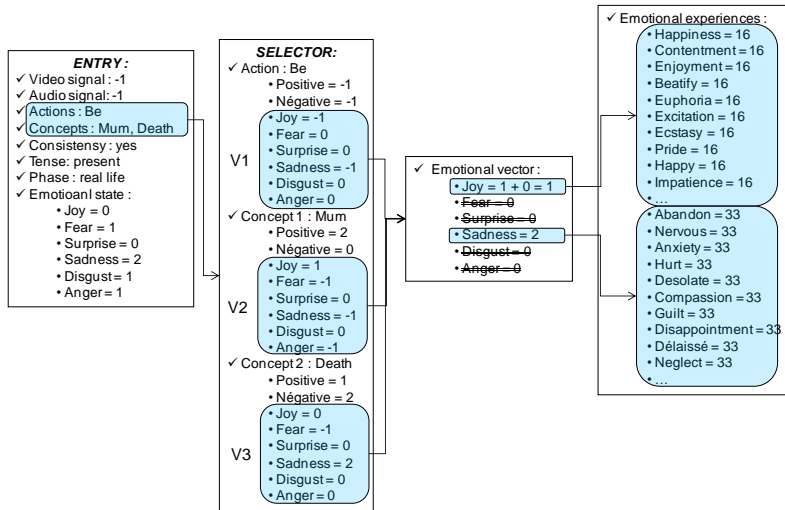 ENTRY:
✓ Video signal : -1
✓ Audio signal: -1
✓ Actions : Be
✓ Concepts : Mum, Death
✓ Consistensy: yes
✓ Tense: present
✓ Phase : real life
✓ Emotioanl state :
• Joy = 0
• Fear = 1
• Surprise = 0
• Sadness = 2
• Disgust = 1
• Anger = 1
SELECTOR:
✓ Action : Be
• Positive = -1
• Négative = -1
V1
• Joy = -1
• Fear = 0
• Surprise = 0
• Sadness = -1
• Disgust = 0
• Anger = 0
✓ Concept 1 : Mum
• Positive = 2
• Négative = 0
V2
• Joy = 1
• Fear = -1
• Surprise = 0
• Sadness = -1
• Disgust = 0
• Anger = -1
✓ Concept 2 : Death
• Positive = 1
• Négative = 2
V3
• Joy = 0
• Fear = -1
• Surprise = 0
• Sadness = 2
• Disgust = 0
• Anger = 0
✓ Emotional vector :
• Joy = 1 + 0 = 1
• Fear = 0
• Surprise = 0
• Sadness = 2
• Disgust = 0
• Anger = 0
✓ Emotional experiences :
• Happiness = 16
• Contentment = 16
• Enjoyment = 16
• Beatify = 16
• Euphoria = 16
• Excitation = 16
• Ecstasy = 16
• Pride = 16
• Happy = 16
• Impatience = 16
• ...
• Abandon = 33
• Nervous = 33
• Anxiety = 33
• Hurt = 33
• Desolate = 33
• Compassion = 33
• Guilt = 33
• Disappointment = 33
• Délaissé = 33
• Neglect = 33
• ...